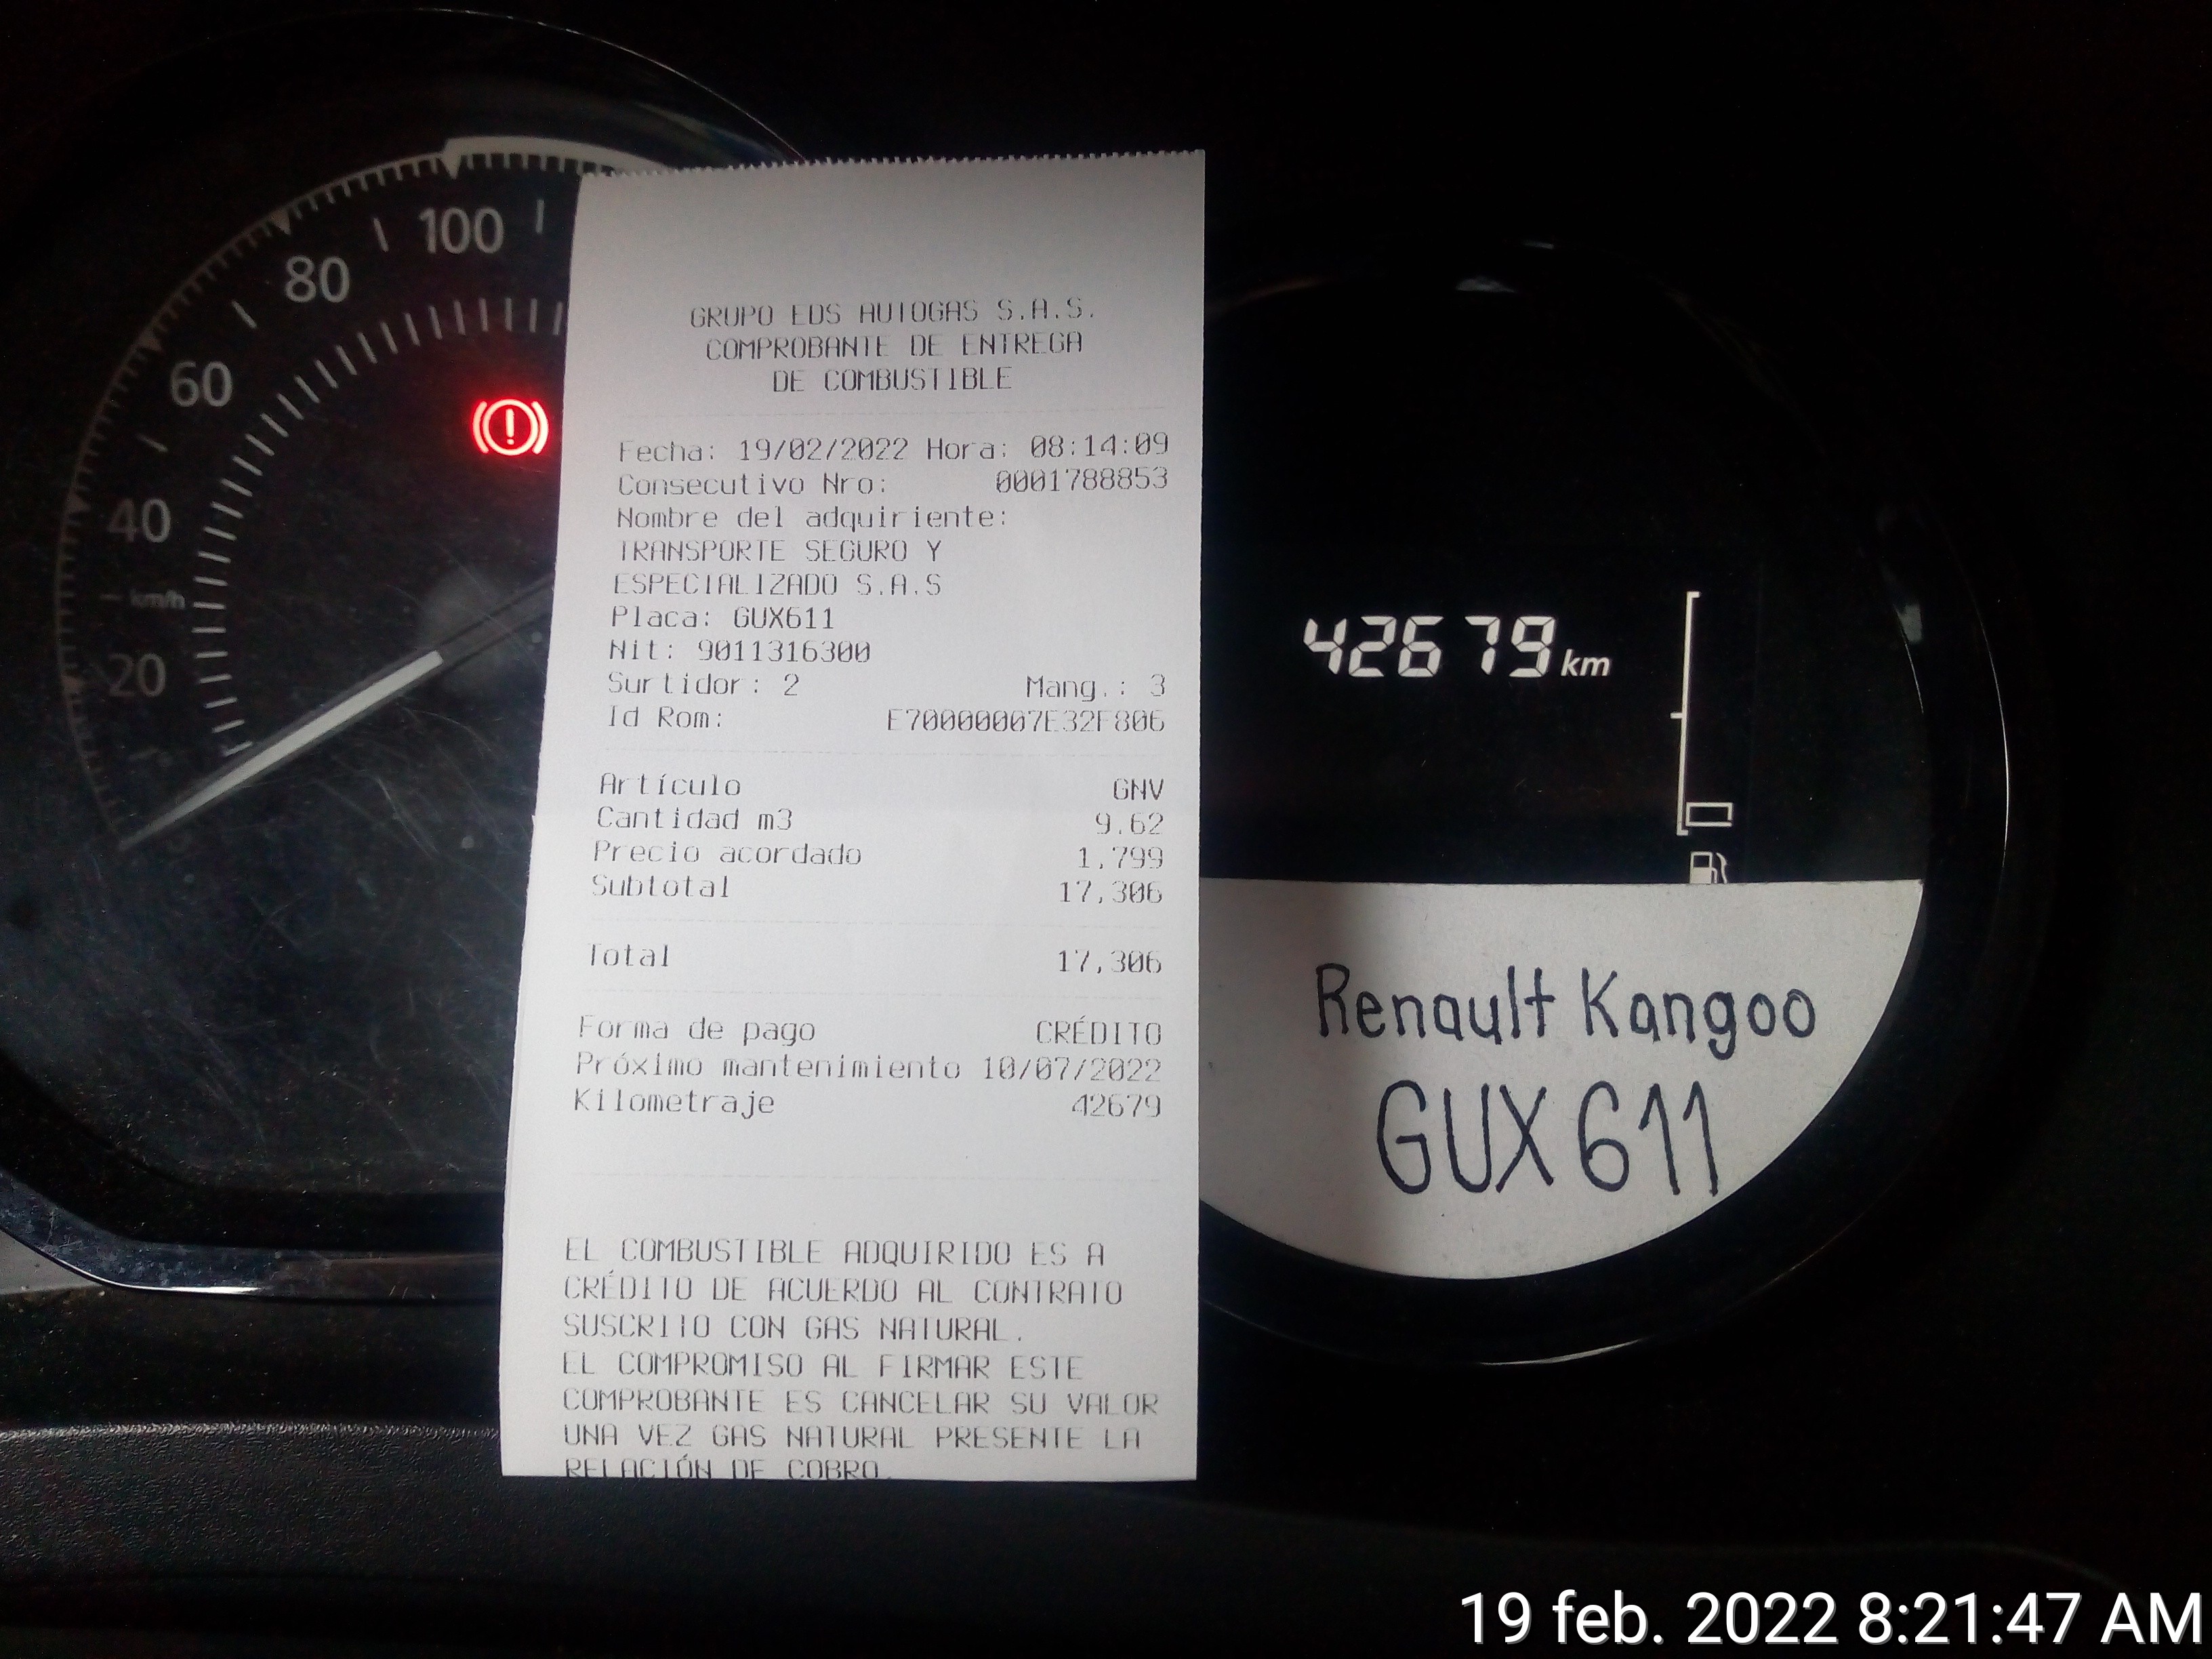 100
80
60
40
km/h
20
GRUPO EDS AUTOGAS S.A.S.
COMPROBANTE DE ENTREGA
DE COMBUSTIBLE
Fecha: 19/02/2022 Hora: 08:14:09
Consecutivo Nro: 0001788853
Nombre del adquiriente:
TRANSPORTE SEGURO Y
ESPECIALIZADO S.A.S
Placa: GUX611
Nit: 9011316300
Surtidor: 2 Mang.: 3
Id Rom: E70000007E32F806
Artículo GNV
Cantidad m3 9.62
Precio acordado 1,799
Subtotal 17,306
Total 17,306
Forma de pago CRÉDITO
Próximo mantenimiento 10/07/2022
Kilometraje 42679
EL COMBUSTIBLE ADQUIRIDO ES A
CRÉDITO DE ACUERDO AL CONTRATO
SUSCRITO CON GAS NATURAL.
EL COMPROMISO AL FIRMAR ESTE
COMPROBANTE ES CANCELAR SU VALOR
UNA VEZ GAS NATURAL PRESENTE LA
RELACIÓN DE COBRO.
42679 km
Renault Kangoo
GUX 611
19 feb. 2022 8:21:47 AM